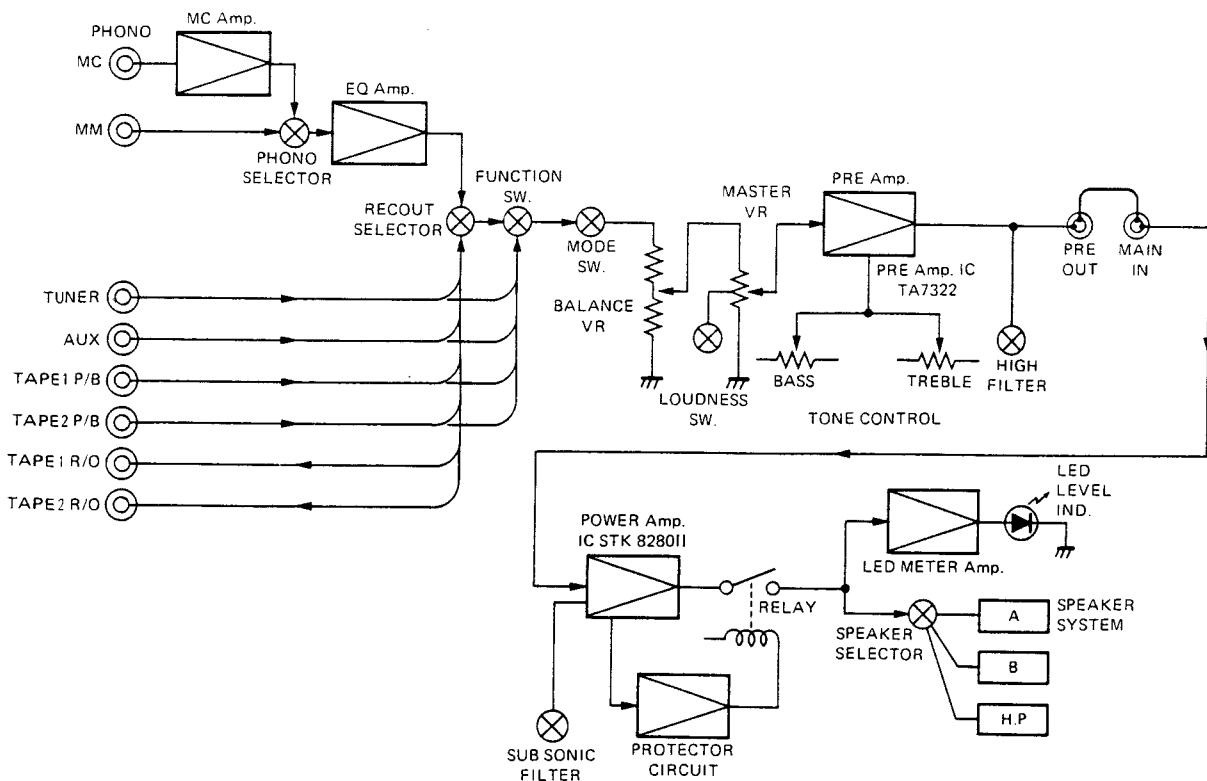 MC Amp.
PHONO
MC
EQ Amp.
MM
PHONO
SELECTOR
FUNCTION
SW.
RECOUT
SELECTOR
MODE
SW.
MASTER
VR
PRE Amp.
PRE
OUT
MAIN
IN
PRE Amp. IC
TA7322
TUNER
BALANCE
VR
AUX
TAPE1 P/B
BASS
TREBLE
HIGH
FILTER
LOUDNESS
SW.
TONE CONTROL
TAPE2 P/B
TAPE1 R/O
TAPE2 R/O
LED
LEVEL
IND.
POWER Amp.
IC STK 8280II
LED METER Amp.
RELAY
SPEAKER
SELECTOR
A
SPEAKER
SYSTEM
B
H.P
SUB SONIC
FILTER
PROTECTOR
CIRCUIT